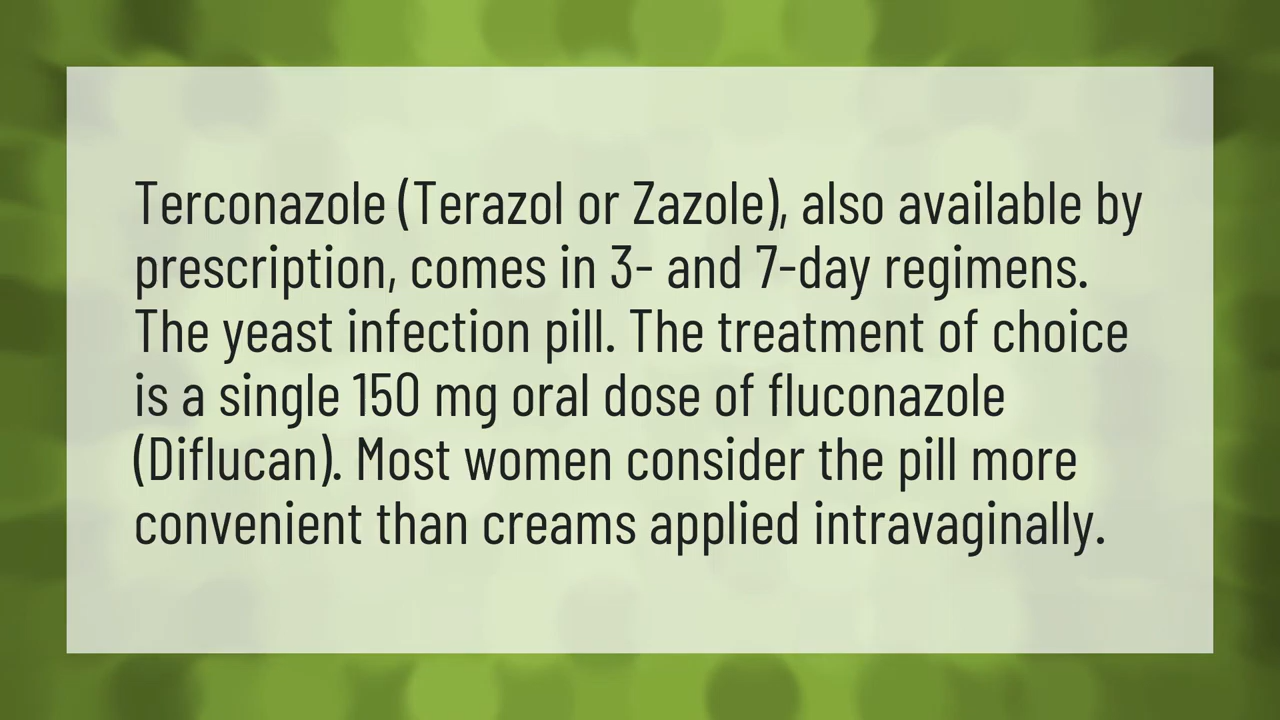 Terconazole (Terazol or Zazole), also available by
prescription, comes in 3- and 7-day regimens.
The yeast infection pill. The treatment of choice
is a single 150 mg oral dose of fluconazole
(Diflucan). Most women consider the pill more
convenient than creams applied intravaginally.